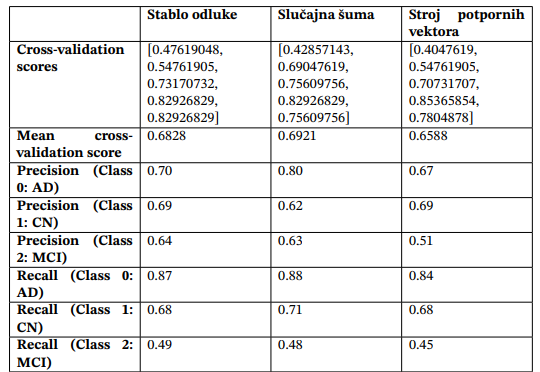 Stablo odluke Slučajna šuma Stroj potpornih
vektora
Cross-validation [0.47619048, [0.42857143, [0.4047619,
scores 0.54761905, 0.69047619, 0.54761905,
0.73170732, 0.75609756, 0.70731707,
0.82926829, 0.82926829, 0.85365854,
0.82926829] 0.75609756] 0.7804878]
Mean cross- 0.6828 0.6921 0.6588
validation score
Precision (Class 0.70 0.80 0.67
0: AD)
Precision (Class 0.69 0.62 0.69
1: CN)
Precision (Class 0.64 0.63 0.51
2: MCI)
Recall (Class 0: 0.87 0.88 0.84
AD)
Recall (Class 1: 0.68 0.71 0.68
CN)
Recall (Class 2: 0.49 0.48 0.45
MCI)